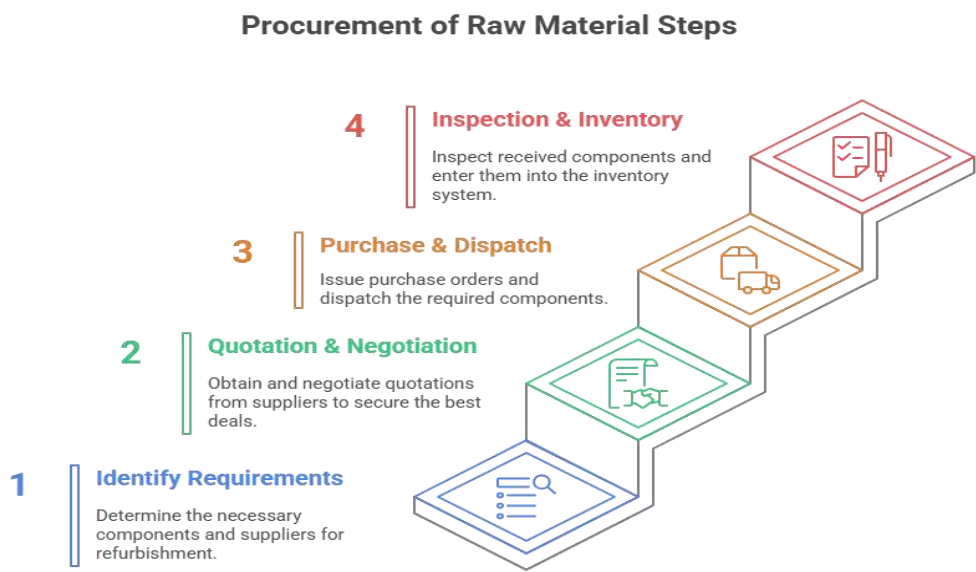 Procurement of Raw Material Steps
4
Inspection & Inventory
Inspect received components and
enter them into the inventory
system.
3
Purchase & Dispatch
Issue purchase orders and
dispatch the required components.
2
Quotation & Negotiation
Obtain and negotiate quotations
from suppliers to secure the best
deals.
1
Identify Requirements
Determine the necessary
components and suppliers for
refurbishment.